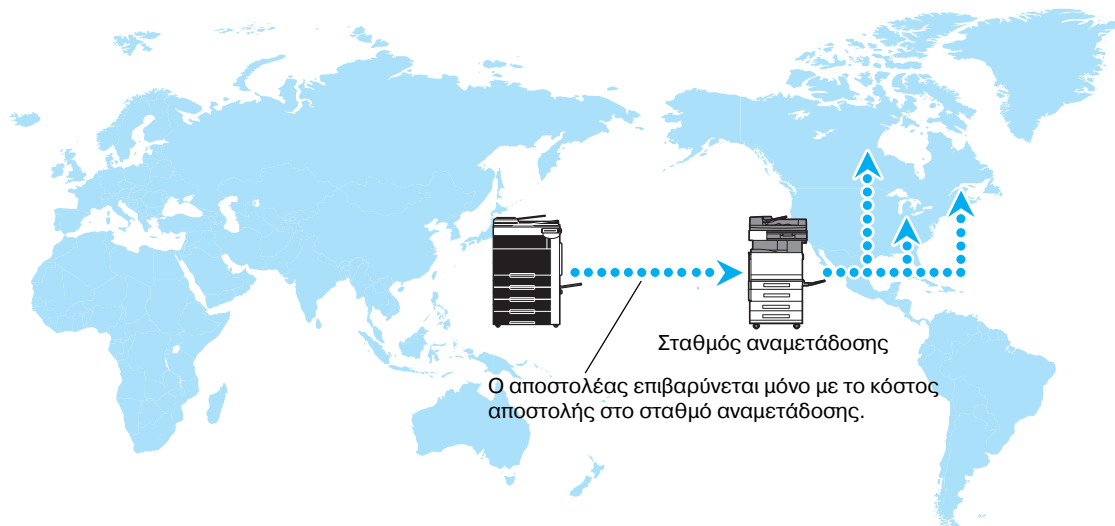 Σταθμός αναμετάδοσης
Ο αποστολέας επιβαρύνεται μόνο με το κόστος
αποστολής στο σταθμό αναμετάδοσης.